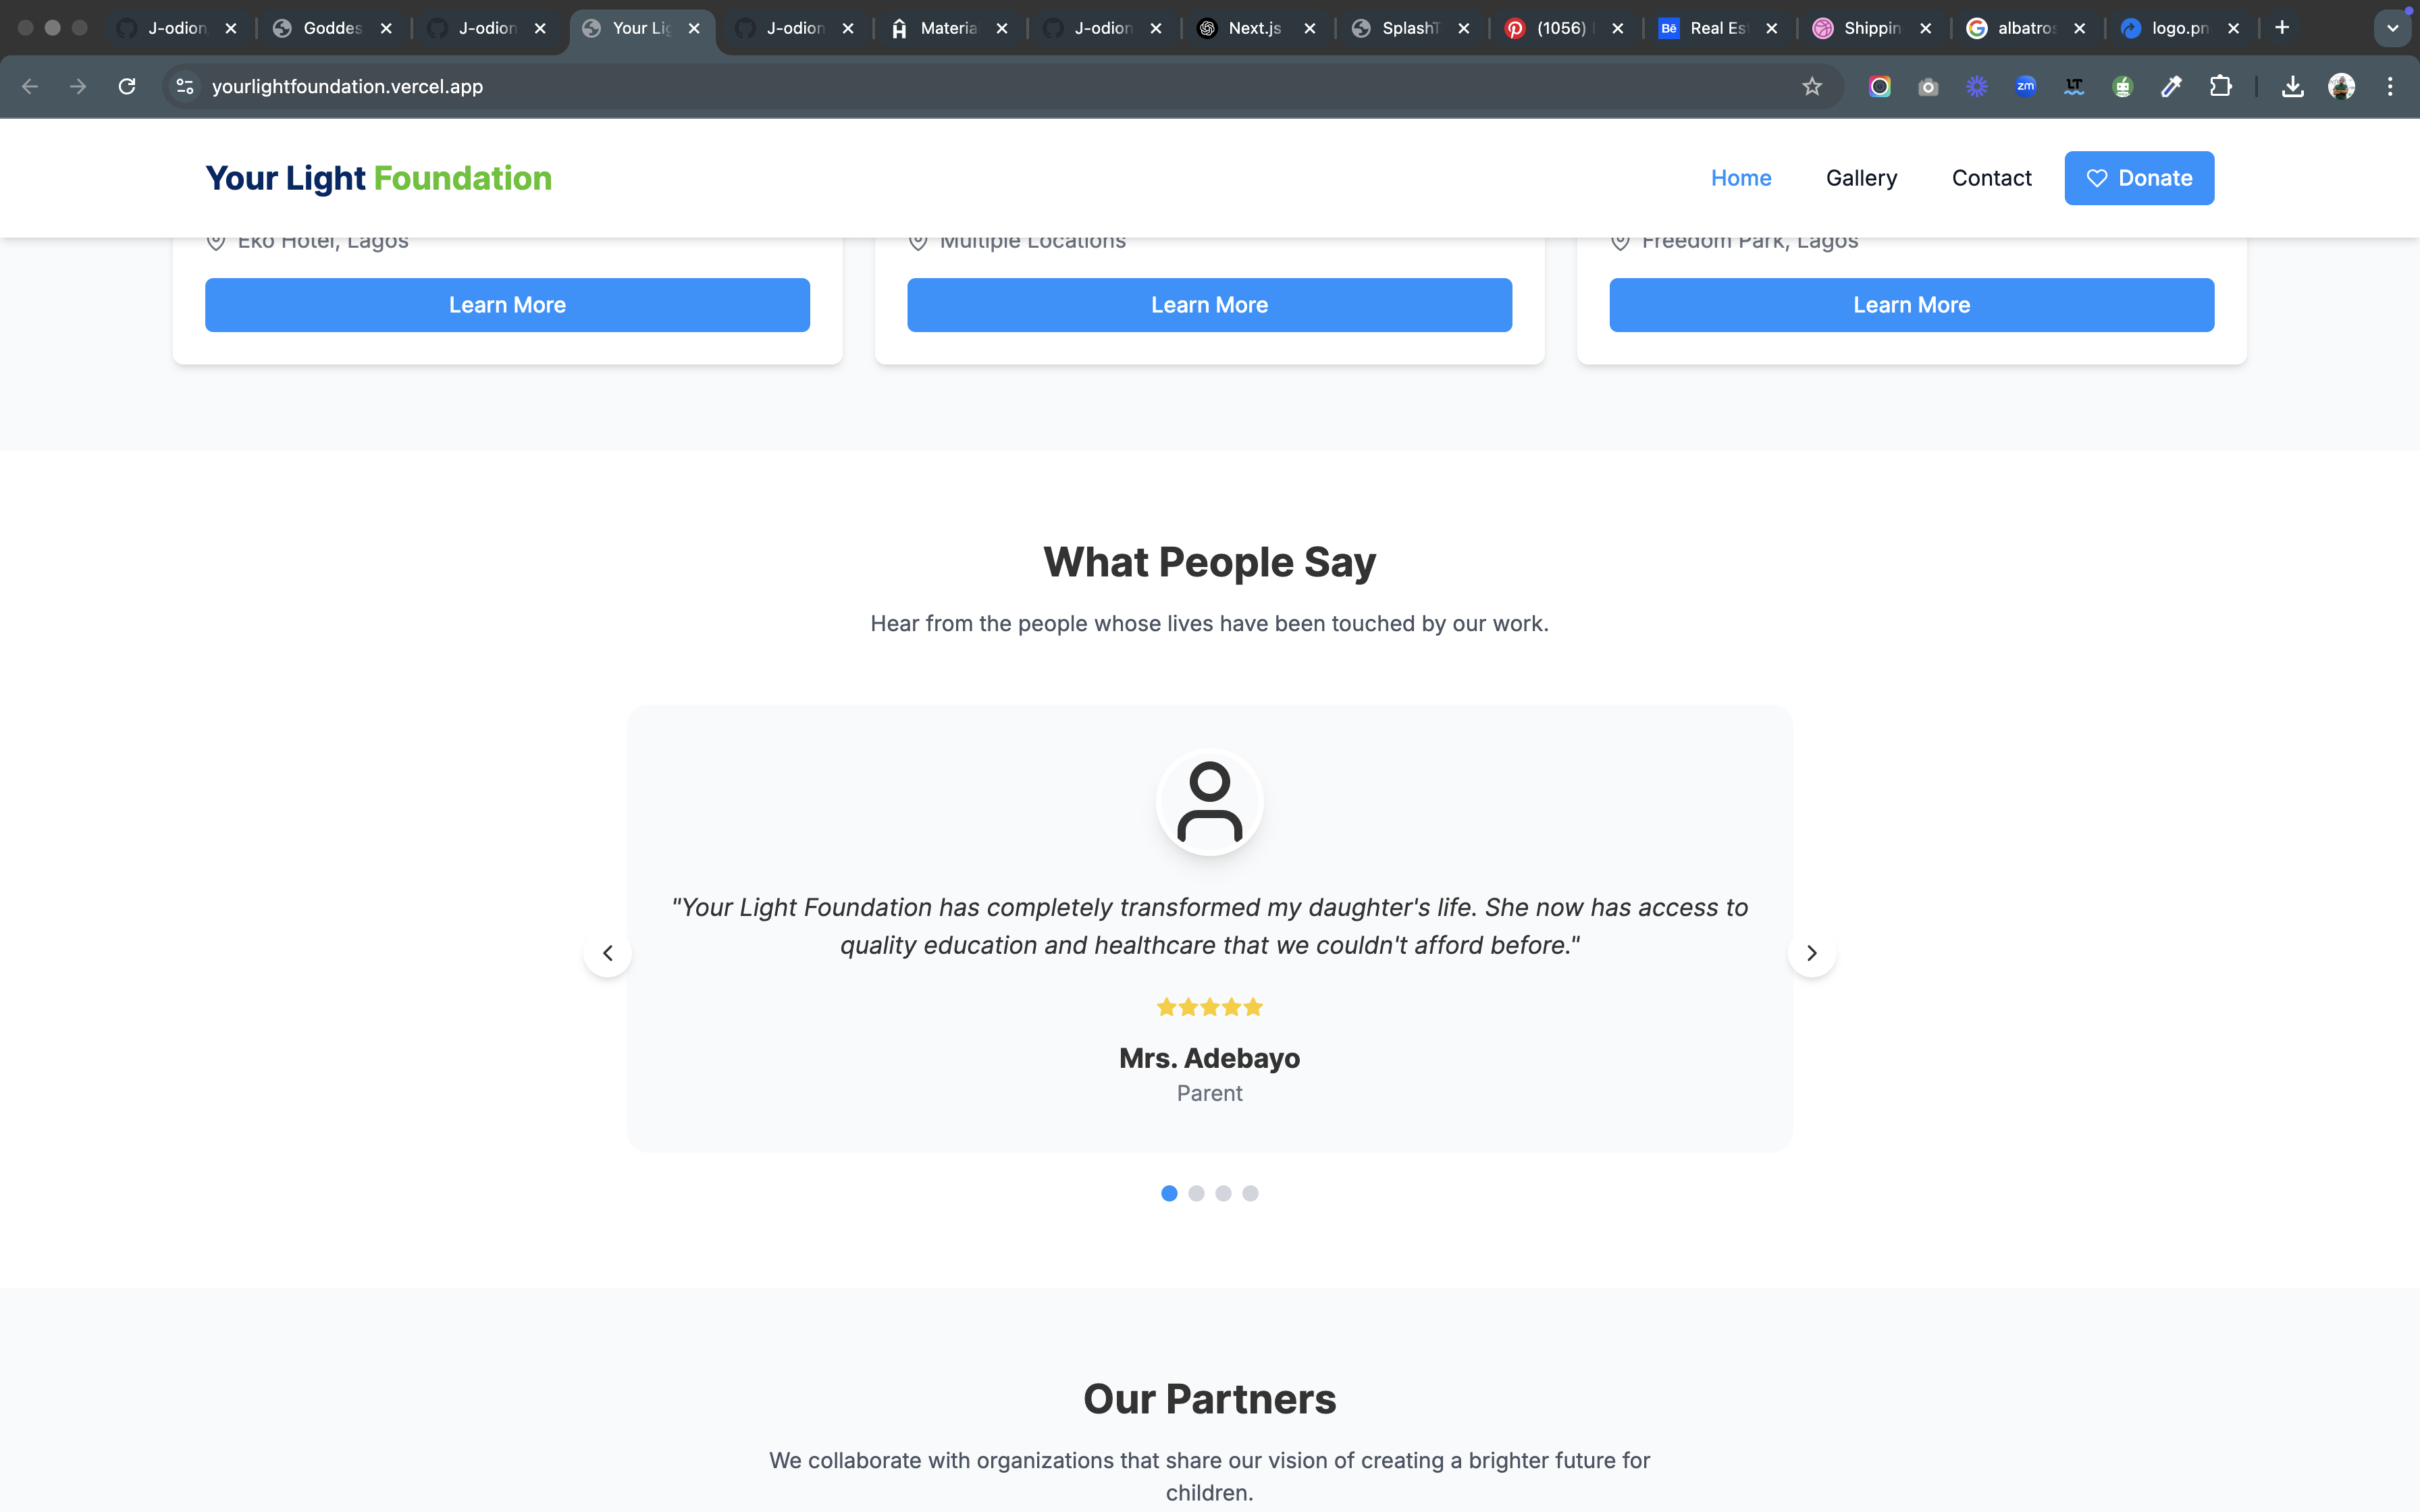 J-odion
Goddes
J-odion
Your Lig
J-odion
Materia
J-odion
Next.js
SplashT
(1056)
Real Es
Shippin
albatros
logo.pn
yourlightfoundation.vercel.app
zm
LT
Bē
Your Light Foundation
Home
Gallery
Contact
Donate
Eko Hotel, Lagos
Multiple Locations
Freedom Park, Lagos
Learn More
Learn More
Learn More
What People Say
Hear from the people whose lives have been touched by our work.
"Your Light Foundation has completely transformed my daughter's life. She now has access to
quality education and healthcare that we couldn't afford before."
Mrs. Adebayo
Parent
Our Partners
We collaborate with organizations that share our vision of creating a brighter future for
children.